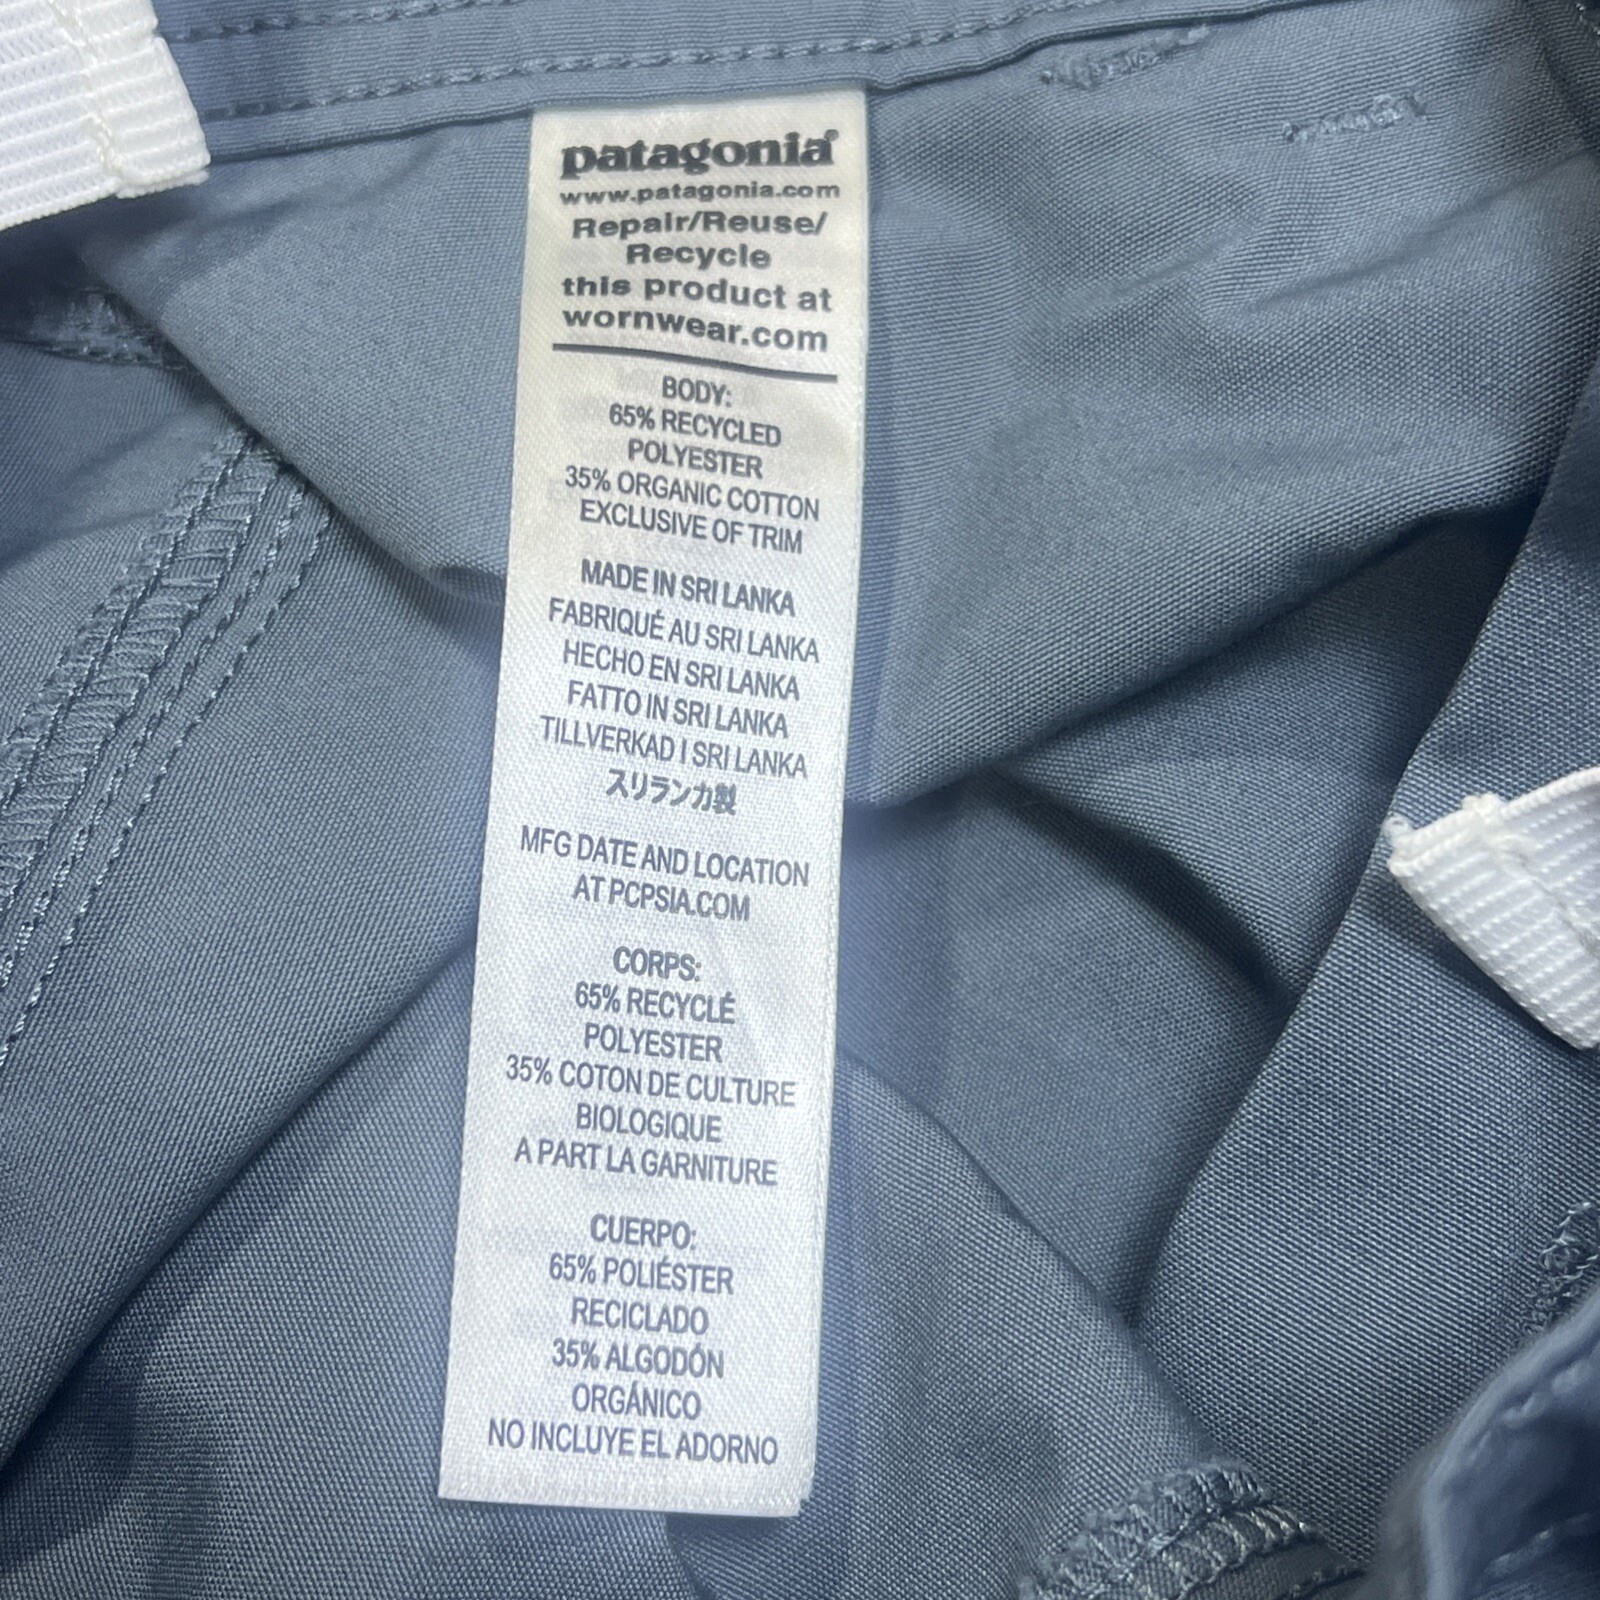 patagonia®
www.patagonia.com
Repair/Reuse/
Recycle
this product at
wornwear.com
BODY:
65% RECYCLED
POLYESTER
35% ORGANIC COTTON
EXCLUSIVE OF TRIM
MADE IN SRI LANKA
FABRIQUÉ AU SRI LANKA
HECHO EN SRI LANKA
FATTO IN SRI LANKA
TILLVERKAD I SRI LANKA
スリランカ製
MFG DATE AND LOCATION
AT PCPSIA.COM
CORPS:
65% RECYCLÉ
POLYESTER
35% COTON DE CULTURE
BIOLOGIQUE
A PART LA GARNITURE
CUERPO:
65% POLIÉSTER
RECICLADO
35% ALGODÓN
ORGÁNICO
NO INCLUYE EL ADORNO